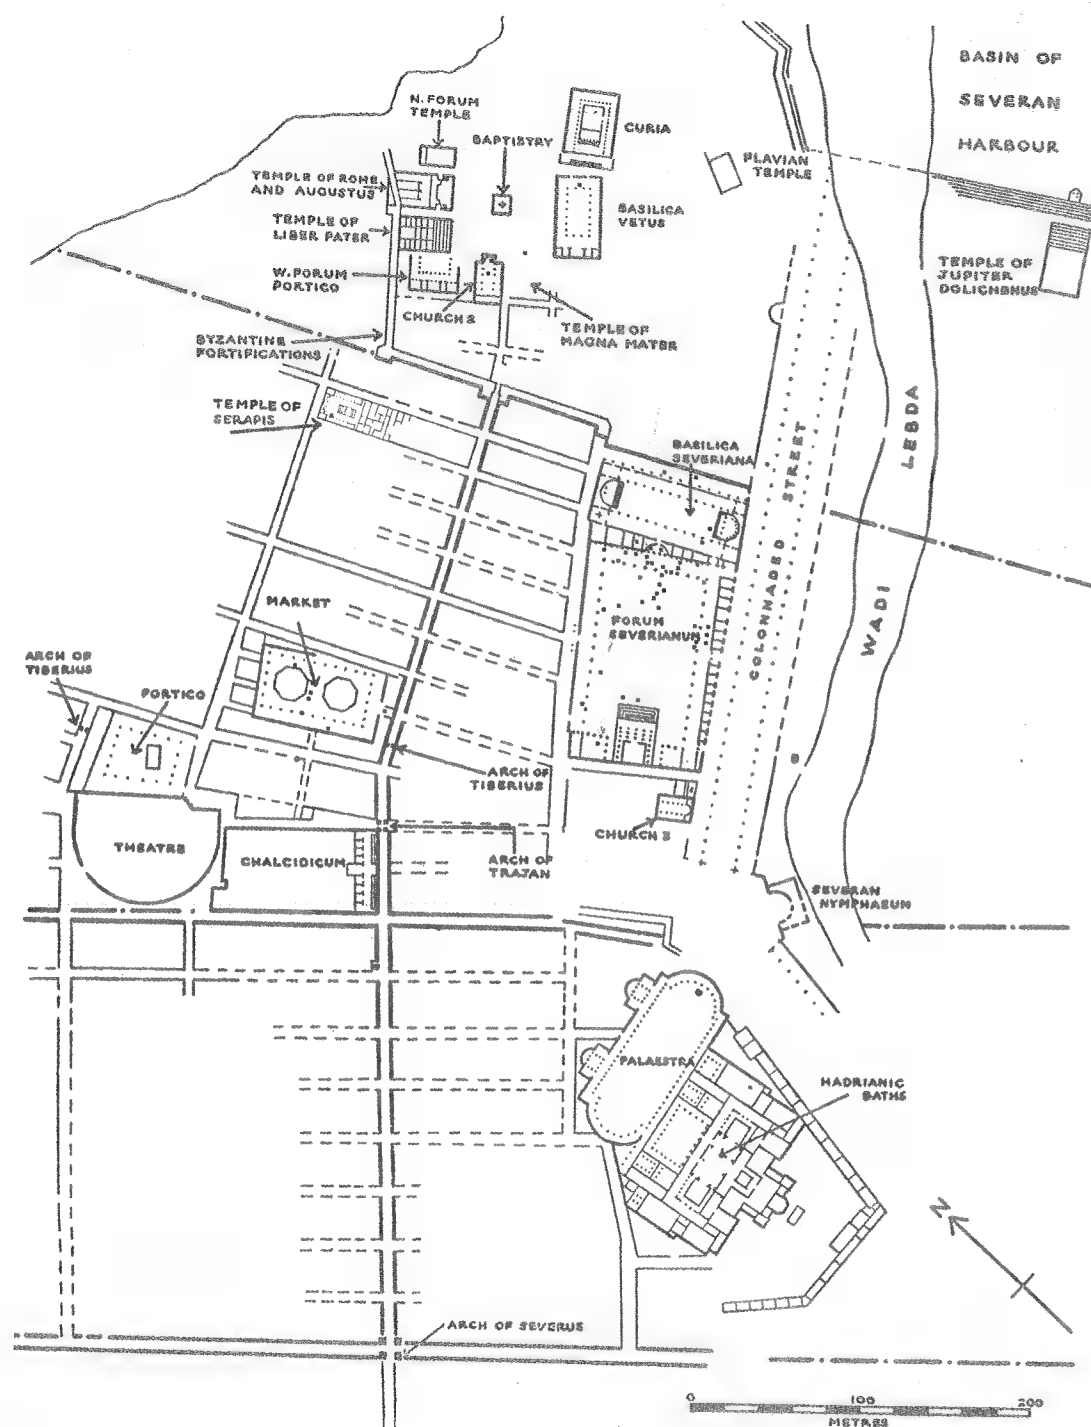 BASIN OF
SEVERAN
HARBOUR
N. FORUM
TEMPLE
BAPTISTRY
CURIA
FLAVIAN
TEMPLE
TEMPLE OF ROME
AND AUGUSTUS
TEMPLE OF
LIBER PATER
BASILICA
VETUS
W. FORUM
PORTICO
TEMPLE OF
JUPITER
DOLICHENUS
CHURCH 2
TEMPLE OF
MAGNA MATER
BYZANTINE
FORTIFICATIONS
TEMPLE OF
SERAPIS
BASILICA
SEVERIANA
COLONNADED STREET
WADI LEBDA
MARKET
FORUM
SEVERIANUM
ARCH OF
TIBERIUS
PORTICO
ARCH OF
TIBERIUS
CHURCH 3
THEATRE
CHALCIDICUM
ARCH OF
TRAJAN
SEVERAN
NYMPHAEUM
PALAESTRA
HADRIANIC
BATHS
N
ARCH OF SEVERUS
0 100 200
METRES